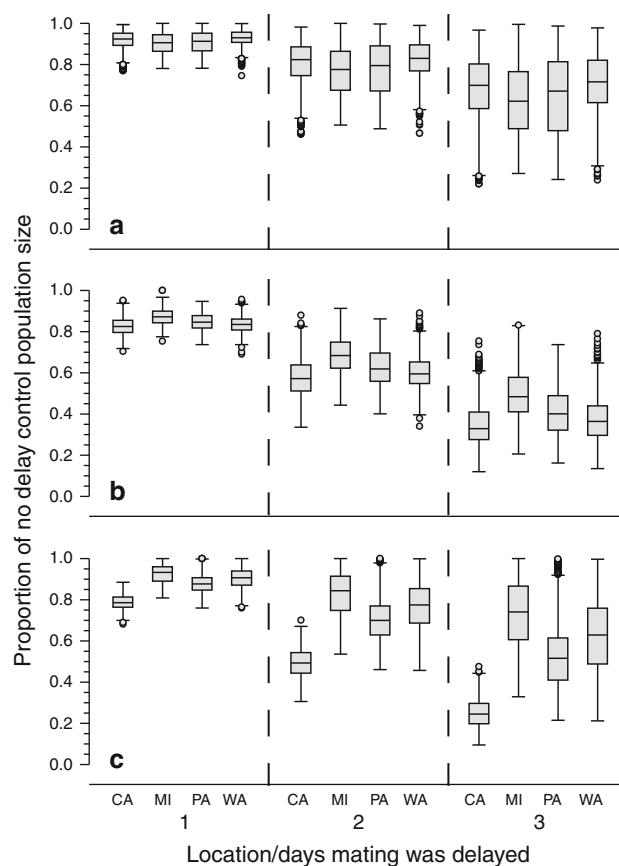 Proportion of no delay control population size
1.0
0.8
0.6
0.4
0.2
0.0
a
1.0
0.8
0.6
0.4
0.2
0.0
b
1.0
0.8
0.6
0.4
0.2
0.0
c
CA MI PA WA CA MI PA WA CA MI PA WA
1 2 3
Location/days mating was delayed